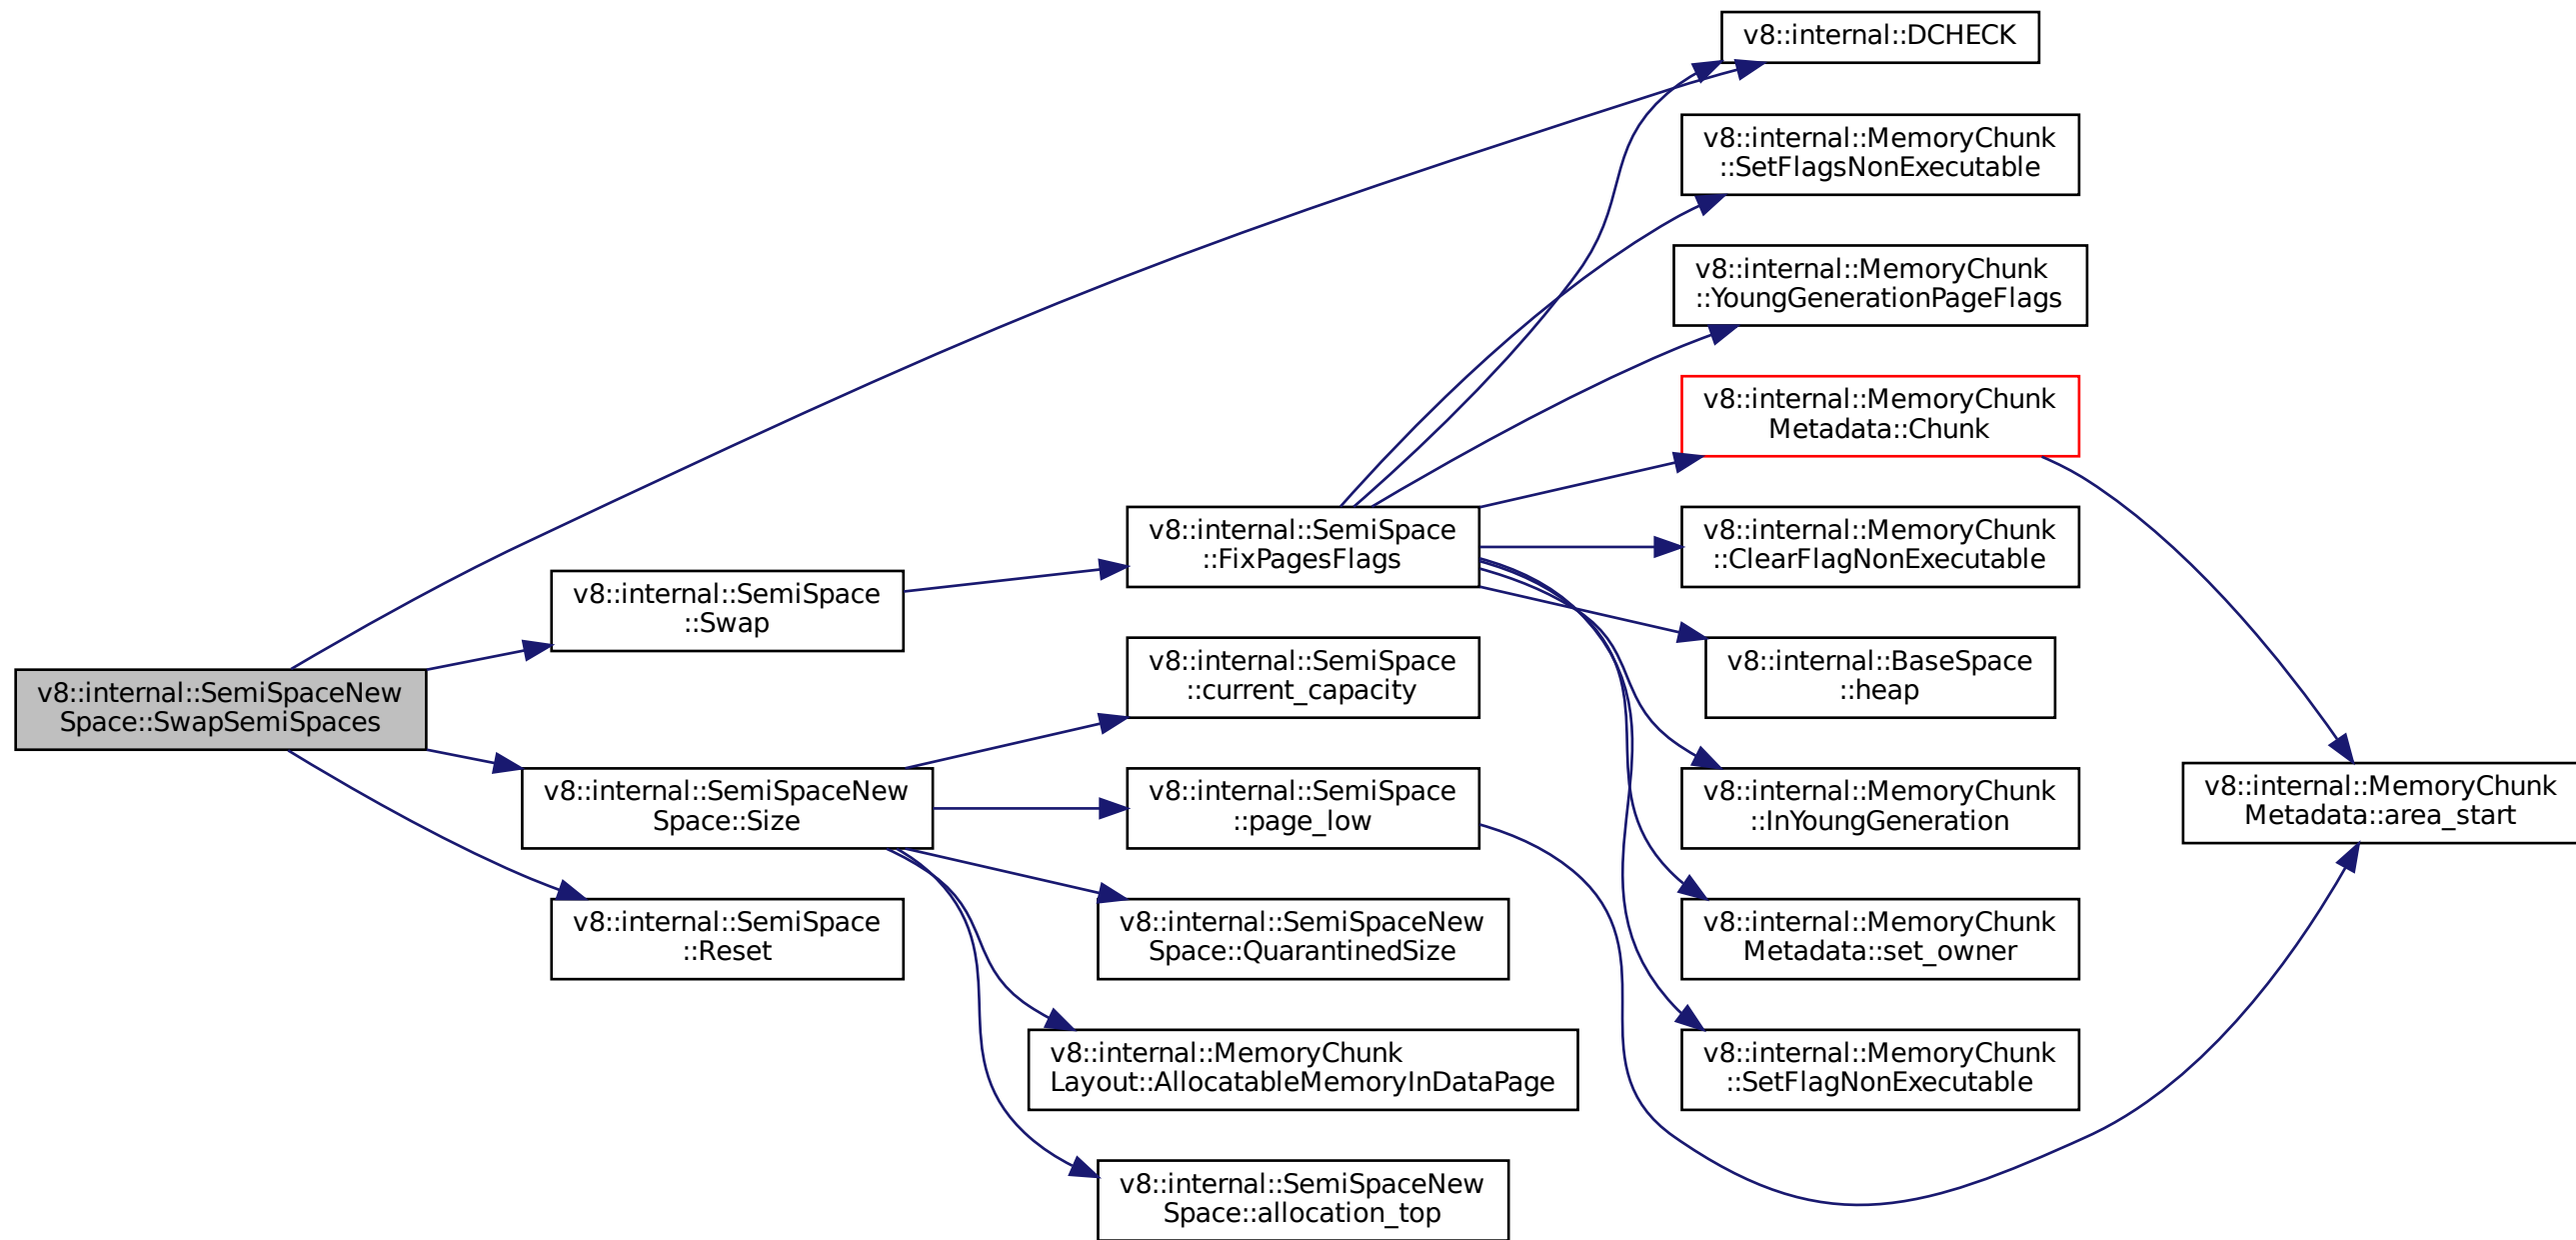 v8::internal::SemiSpaceNew
Space::SwapSemiSpaces
v8::internal::DCHECK
v8::internal::SemiSpace
::Swap
v8::internal::SemiSpace
::FixPagesFlags
v8::internal::MemoryChunk
::SetFlagsNonExecutable
v8::internal::MemoryChunk
::YoungGenerationPageFlags
v8::internal::MemoryChunk
Metadata::Chunk
v8::internal::MemoryChunk
Metadata::area_start
v8::internal::MemoryChunk
::ClearFlagNonExecutable
v8::internal::BaseSpace
::heap
v8::internal::MemoryChunk
::InYoungGeneration
v8::internal::MemoryChunk
Metadata::set_owner
v8::internal::MemoryChunk
::SetFlagNonExecutable
v8::internal::SemiSpaceNew
Space::Size
v8::internal::SemiSpace
::current_capacity
v8::internal::SemiSpace
::page_low
v8::internal::SemiSpaceNew
Space::QuarantinedSize
v8::internal::MemoryChunk
Layout::AllocatableMemoryInDataPage
v8::internal::SemiSpaceNew
Space::allocation_top
v8::internal::SemiSpace
::Reset